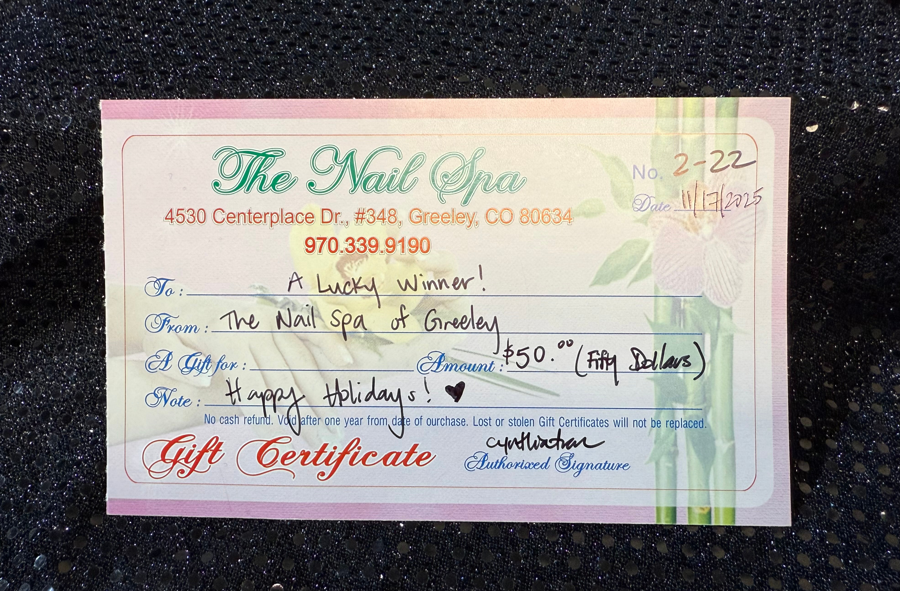 The Nail Spa
No. 2-22
4530 Centerplace Dr., #348, Greeley, CO 80634
Date 11/17/2025
970.339.9190
To: A Lucky Winner!
From: The Nail Spa of Greeley
A Gift for: Amount: $50.00 (Fifty Dollars)
Note: Happy Holidays! ♥
No cash refund. Void after one year from date of purchase. Lost or stolen Gift Certificates will not be replaced.
Gift Certificate
Authorized Signature